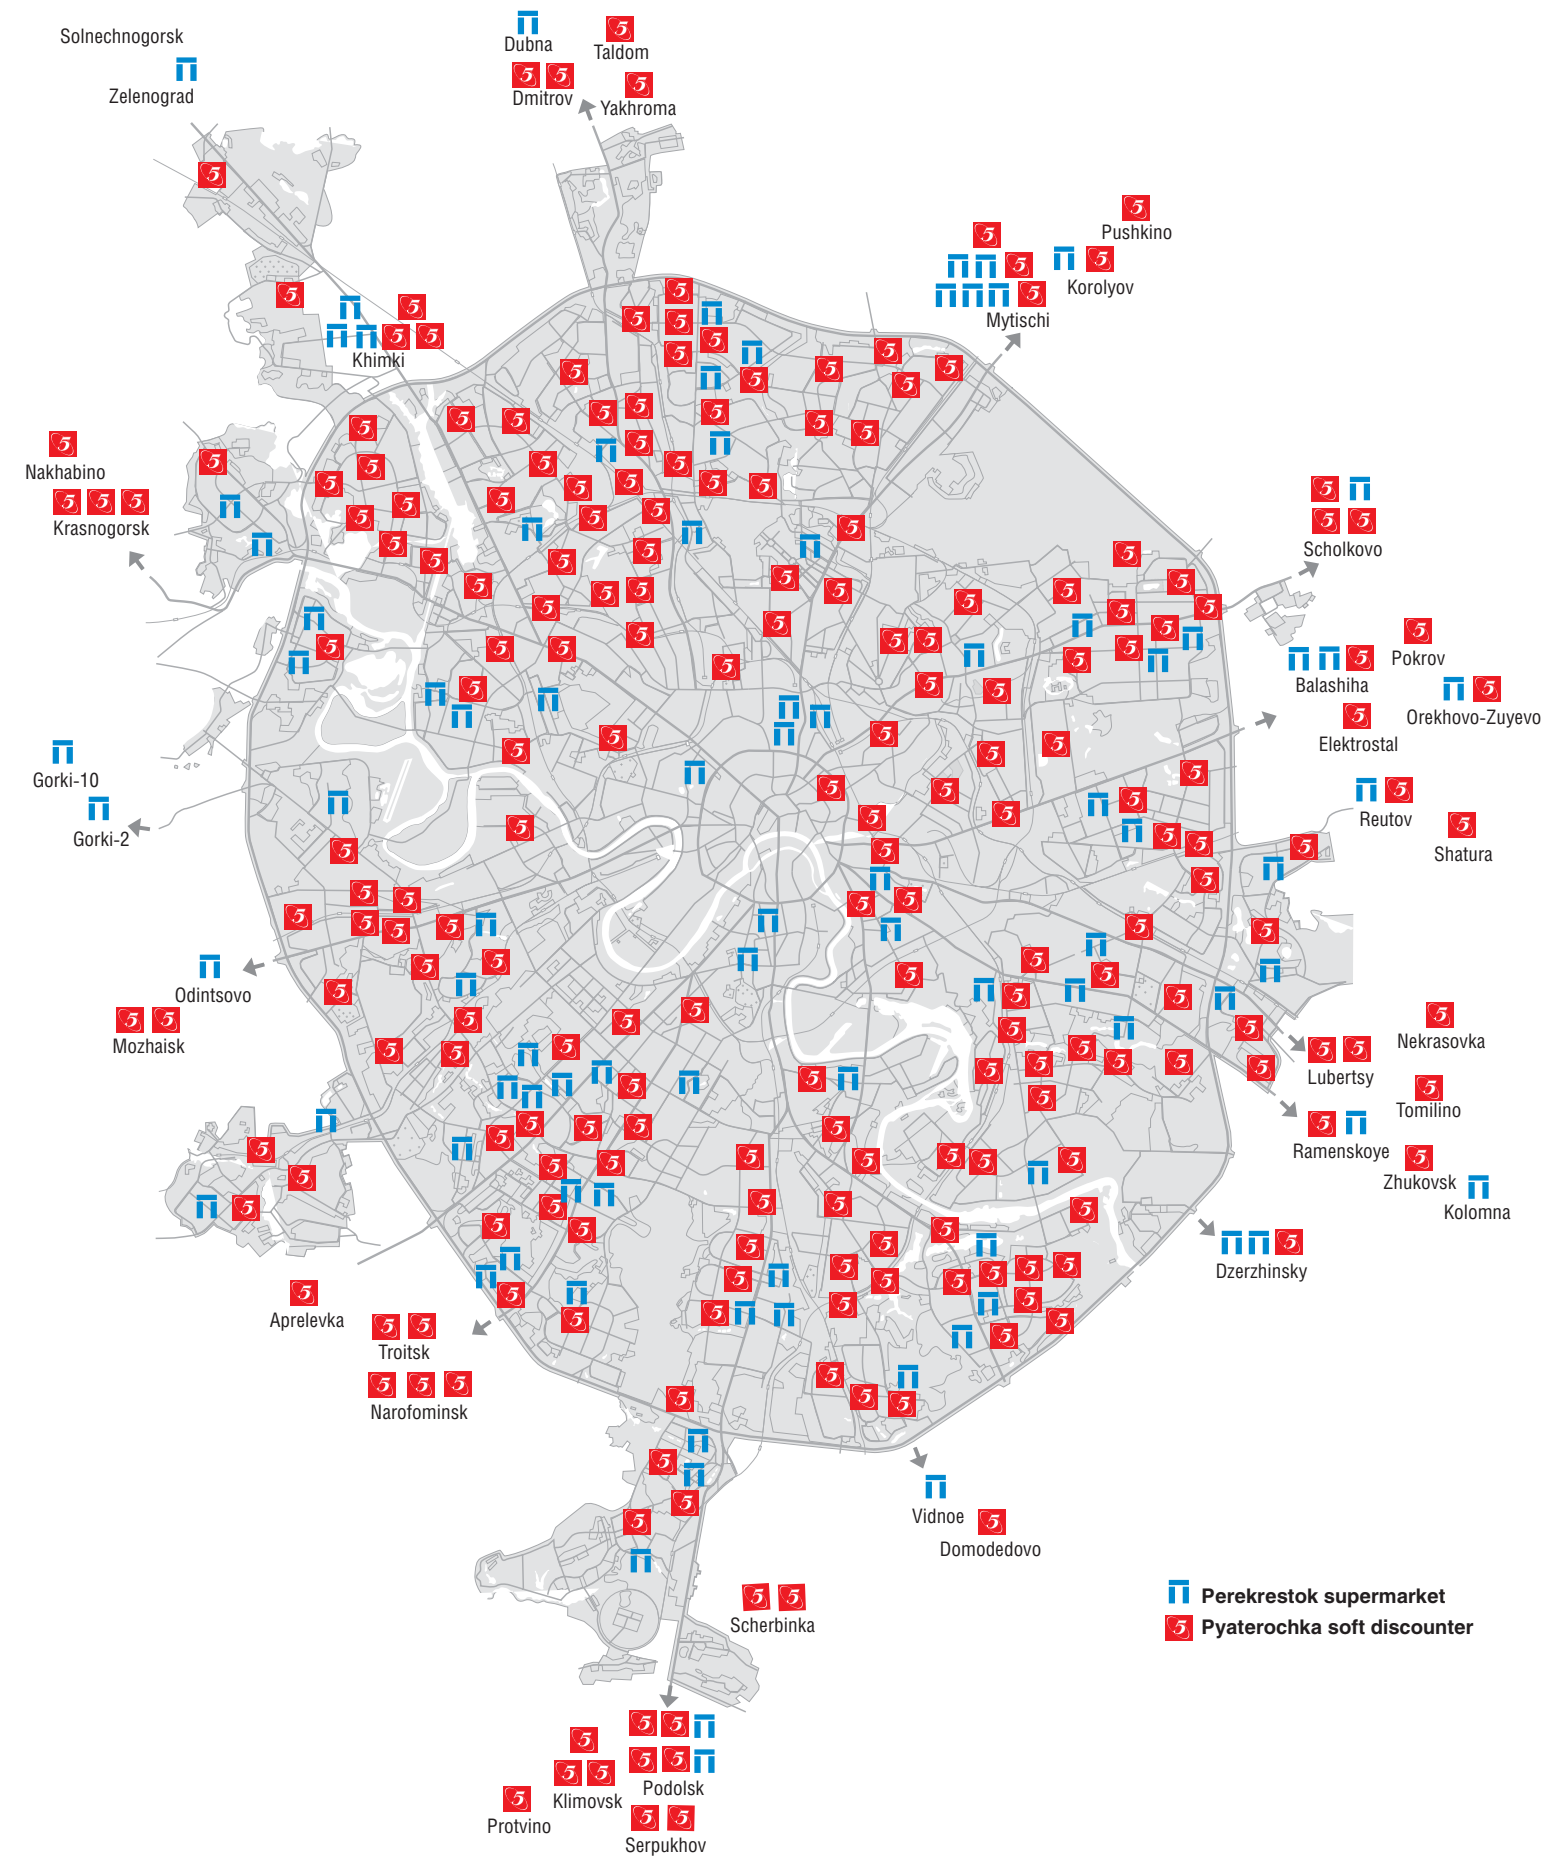 Solnechnogorsk
Zelenograd
Dubna
Taldom
Dmitrov
Yakhroma
Pushkino
Korolyov
Mytischi
Khimki
Nakhabino
Krasnogorsk
Scholkovo
Pokrov
Balashiha
Orekhovo-Zuyevo
Elektrostal
Gorki-10
Gorki-2
Reutov
Shatura
Odintsovo
Mozhaisk
Nekrasovka
Lubertsy
Tomilino
Ramenskoye
Zhukovsk
Kolomna
Dzerzhinsky
Aprelevka
Troitsk
Narofominsk
Vidnoe
Domodedovo
Scherbinka
Perekrestok supermarket
Pyaterochka soft discounter
Podolsk
Klimovsk
Protvino
Serpukhov